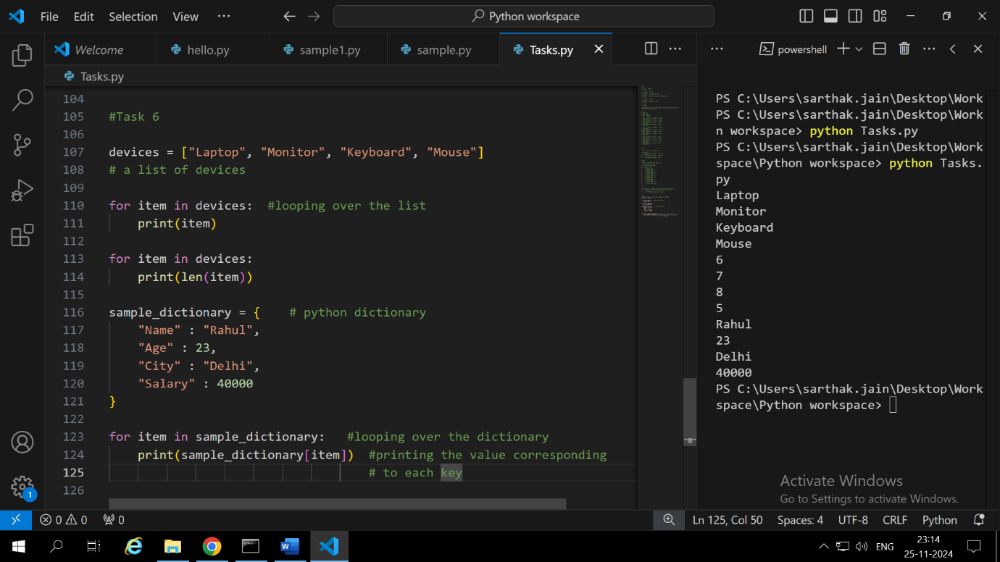 File Edit Selection View ··· Python workspace
Welcome hello.py sample1.py sample.py Tasks.py
Tasks.py
104
105 #Task 6
106
107 devices = ["Laptop", "Monitor", "Keyboard", "Mouse"]
108 # a list of devices
109
110 for item in devices:  #looping over the list
111     print(item)
112
113 for item in devices:
114     print(len(item))
115
116 sample_dictionary = {    # python dictionary
117     "Name" : "Rahul",
118     "Age" : 23,
119     "City" : "Delhi",
120     "Salary" : 40000
121 }
122
123 for item in sample_dictionary:   #looping over the dictionary
124     print(sample_dictionary[item])  #printing the value corresponding
125                                     # to each key
126
powershell
PS C:\Users\sarthak.jain\Desktop\Work
PS C:\Users\sarthak.jain\Desktop\Work
n workspace> python Tasks.py
PS C:\Users\sarthak.jain\Desktop\Work
space\Python workspace> python Tasks.
py
Laptop
Monitor
Keyboard
Mouse
6
7
8
5
Rahul
23
Delhi
40000
PS C:\Users\sarthak.jain\Desktop\Work
space\Python workspace>
Activate Windows
Go to Settings to activate Windows.
1
0 0 0 Ln 125, Col 50 Spaces: 4 UTF-8 CRLF Python
ENG 23:14
25-11-2024